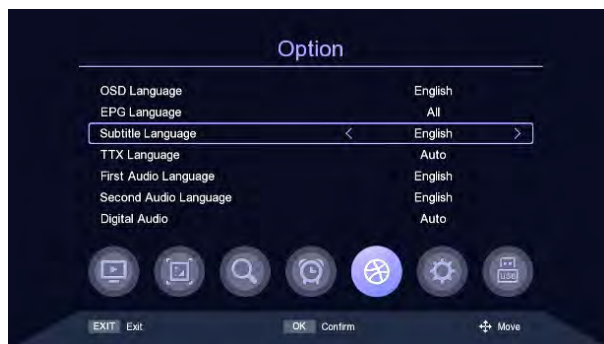 Option
OSD Language English
EPG Language All
Subtitle Language < English >
TTX Language Auto
First Audio Language English
Second Audio Language English
Digital Audio Auto
USB
EXIT Exit OK Confirm Move